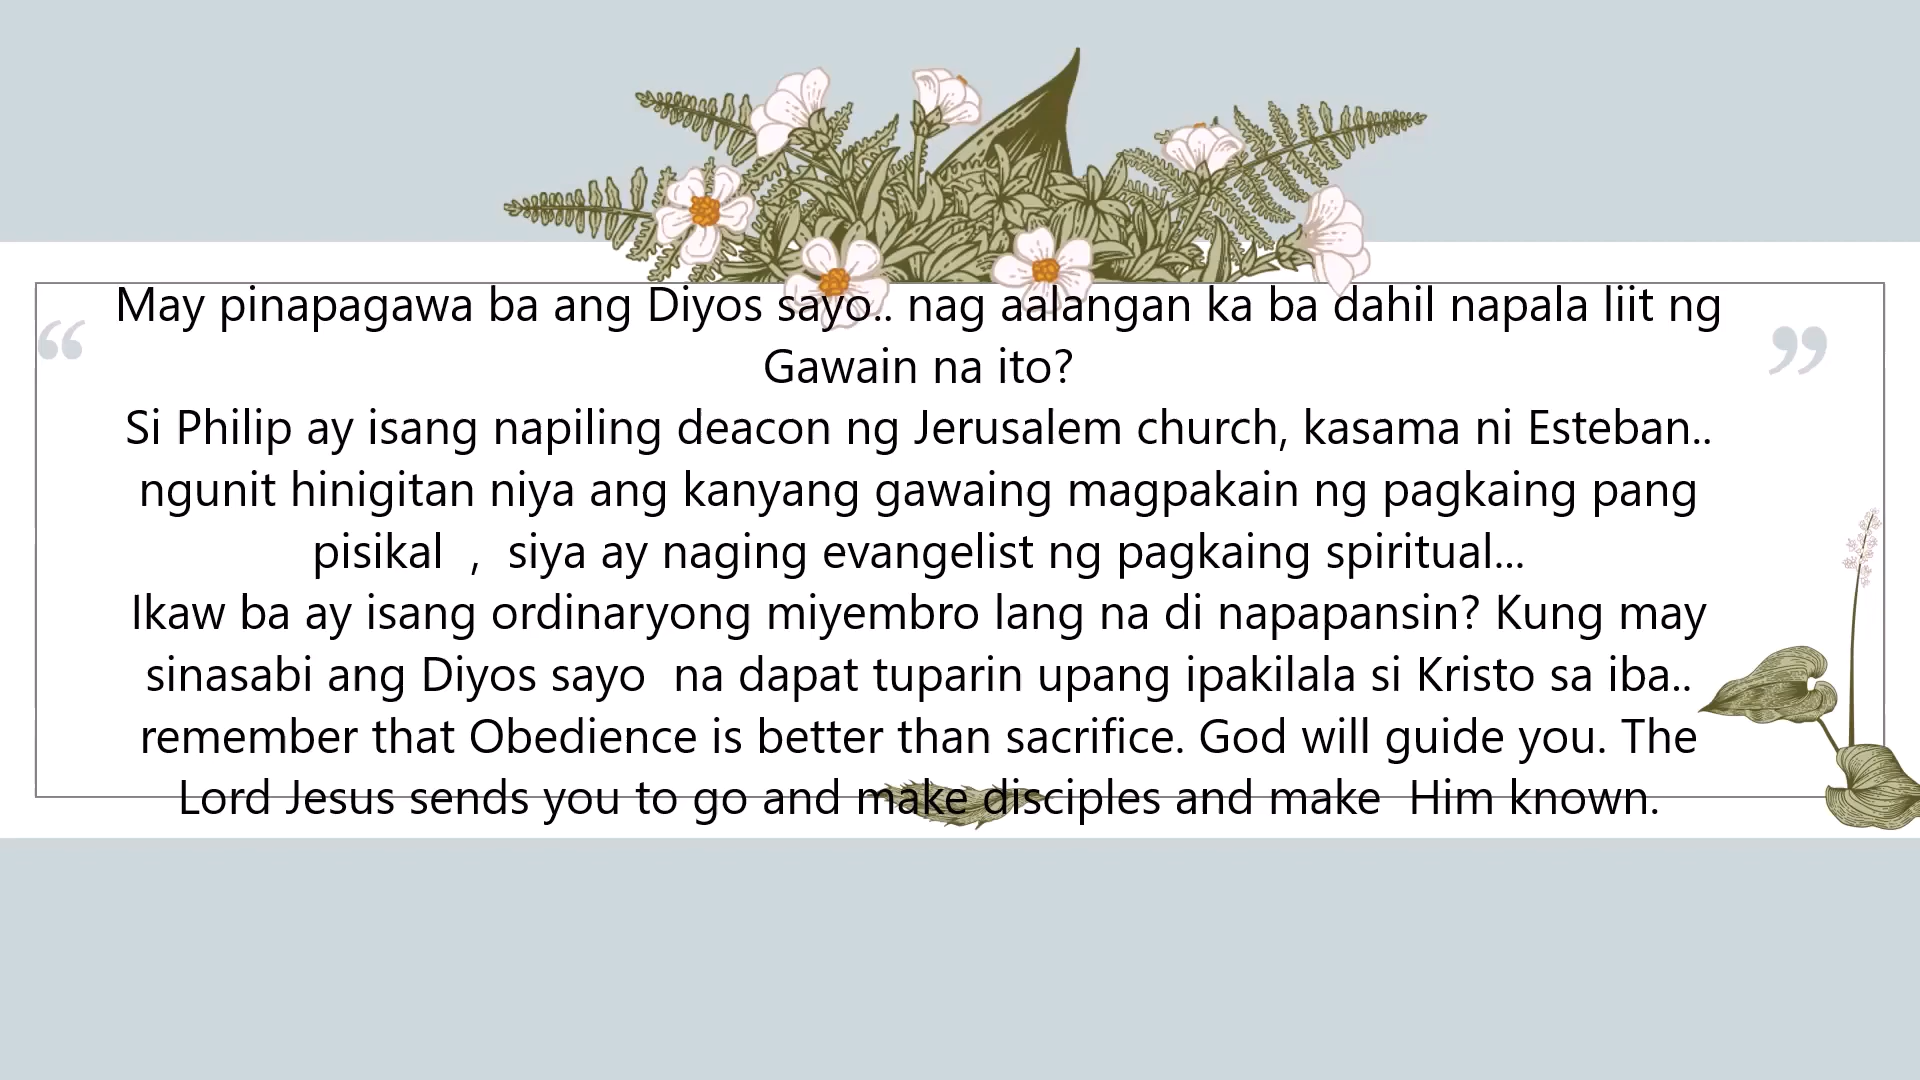 May pinapagawa ba ang Diyos sayo.. nag aalangan ka ba dahil napala liit ng
Gawain na ito?
Si Philip ay isang napiling deacon ng Jerusalem church, kasama ni Esteban..
ngunit hinigitan niya ang kanyang gawaing magpakain ng pagkaing pang
pisikal  ,  siya ay naging evangelist ng pagkaing spiritual...
Ikaw ba ay isang ordinaryong miyembro lang na di napapansin? Kung may
sinasabi ang Diyos sayo  na dapat tuparin upang ipakilala si Kristo sa iba..
remember that Obedience is better than sacrifice. God will guide you. The
Lord Jesus sends you to go and make disciples and make  Him known.